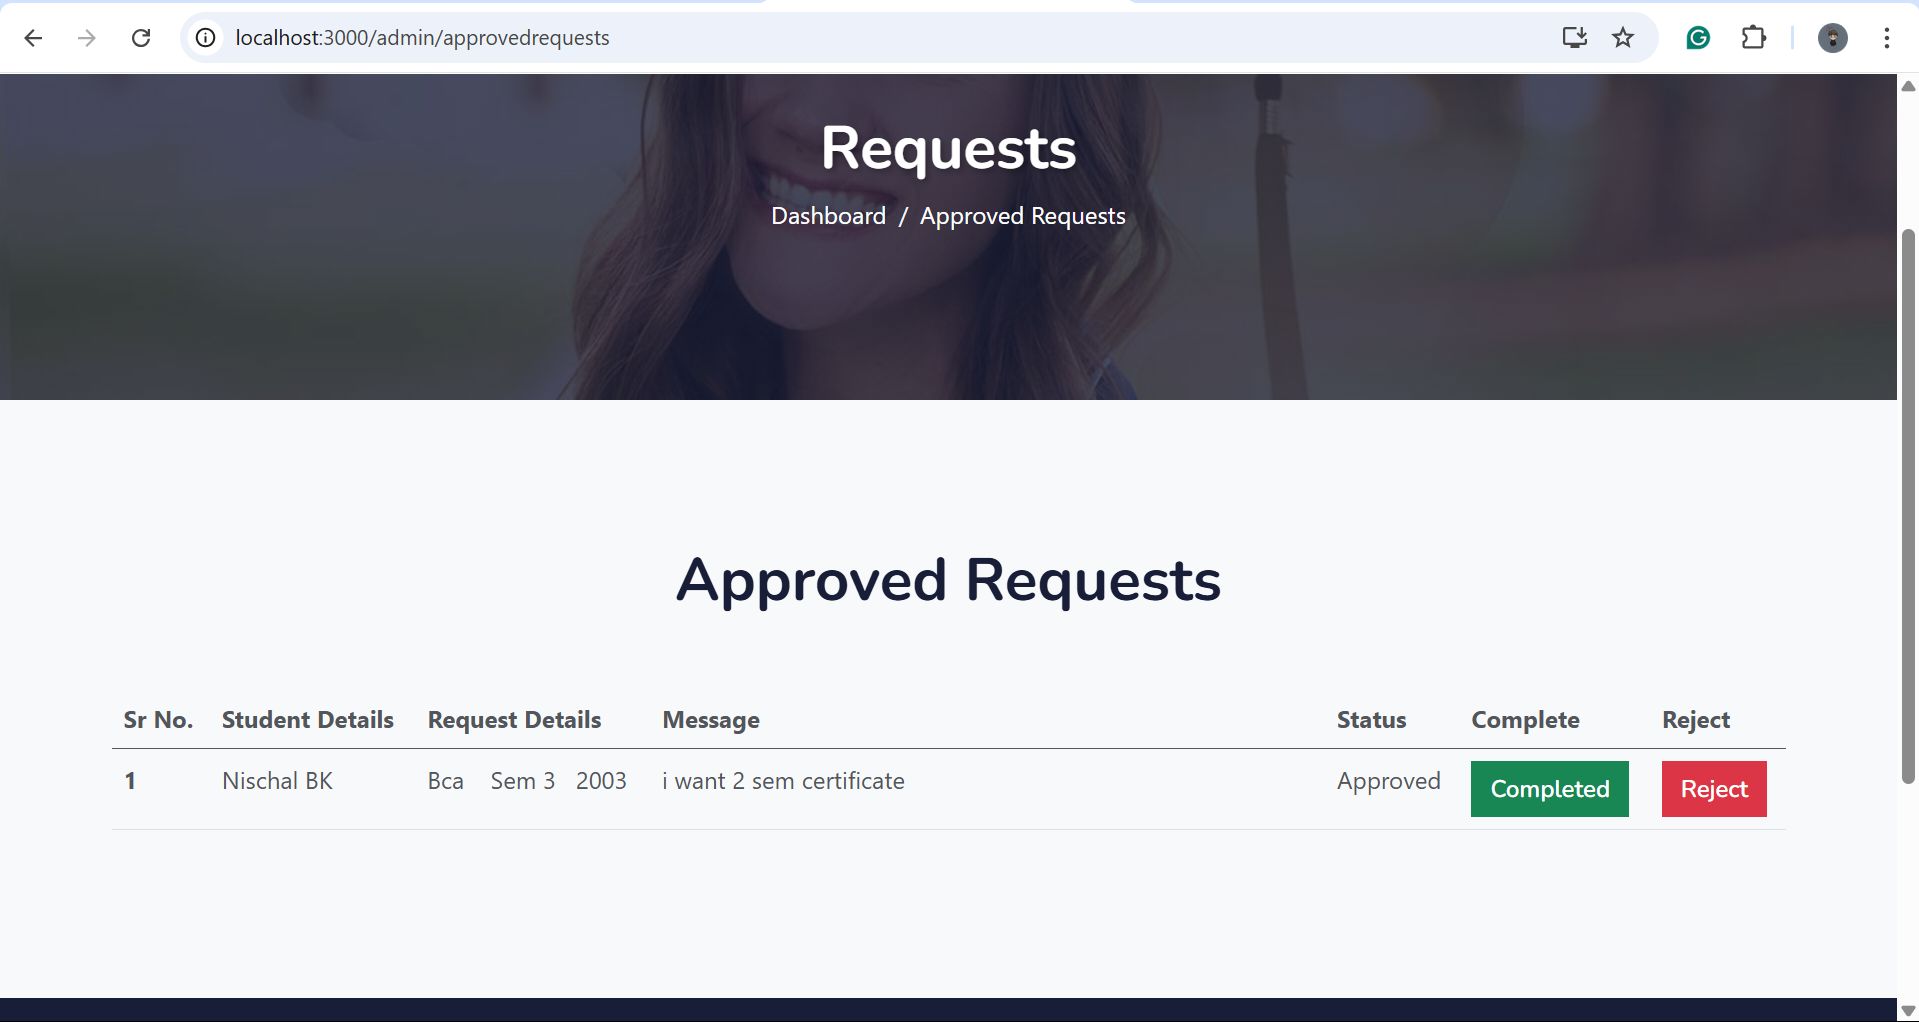 localhost:3000/admin/approvedrequests
Requests
Dashboard / Approved Requests
Approved Requests
Sr No. Student Details Request Details Message Status Complete Reject
1 Nischal BK Bca Sem 3 2003 i want 2 sem certificate Approved Completed Reject